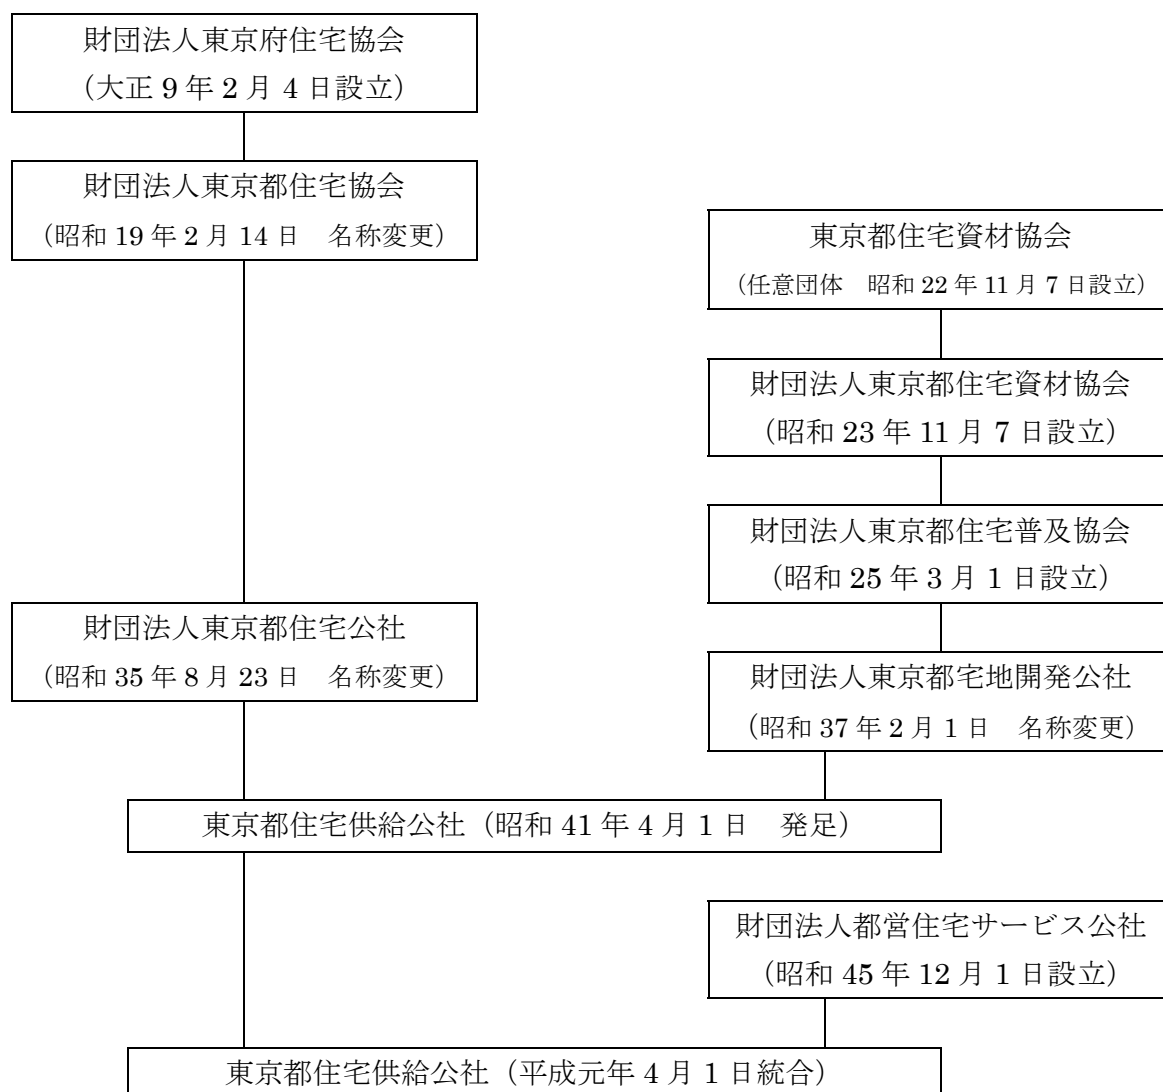 財団法人東京府住宅協会
（大正 9 年 2 月 4 日設立）
財団法人東京都住宅協会
（昭和 19 年 2 月 14 日　名称変更）
東京都住宅資材協会
（任意団体　昭和 22 年 11 月 7 日設立）
財団法人東京都住宅資材協会
（昭和 23 年 11 月 7 日設立）
財団法人東京都住宅普及協会
（昭和 25 年 3 月 1 日設立）
財団法人東京都住宅公社
（昭和 35 年 8 月 23 日　名称変更）
財団法人東京都宅地開発公社
（昭和 37 年 2 月 1 日　名称変更）
東京都住宅供給公社（昭和 41 年 4 月 1 日　発足）
財団法人都営住宅サービス公社
（昭和 45 年 12 月 1 日設立）
東京都住宅供給公社（平成元年 4 月 1 日統合）